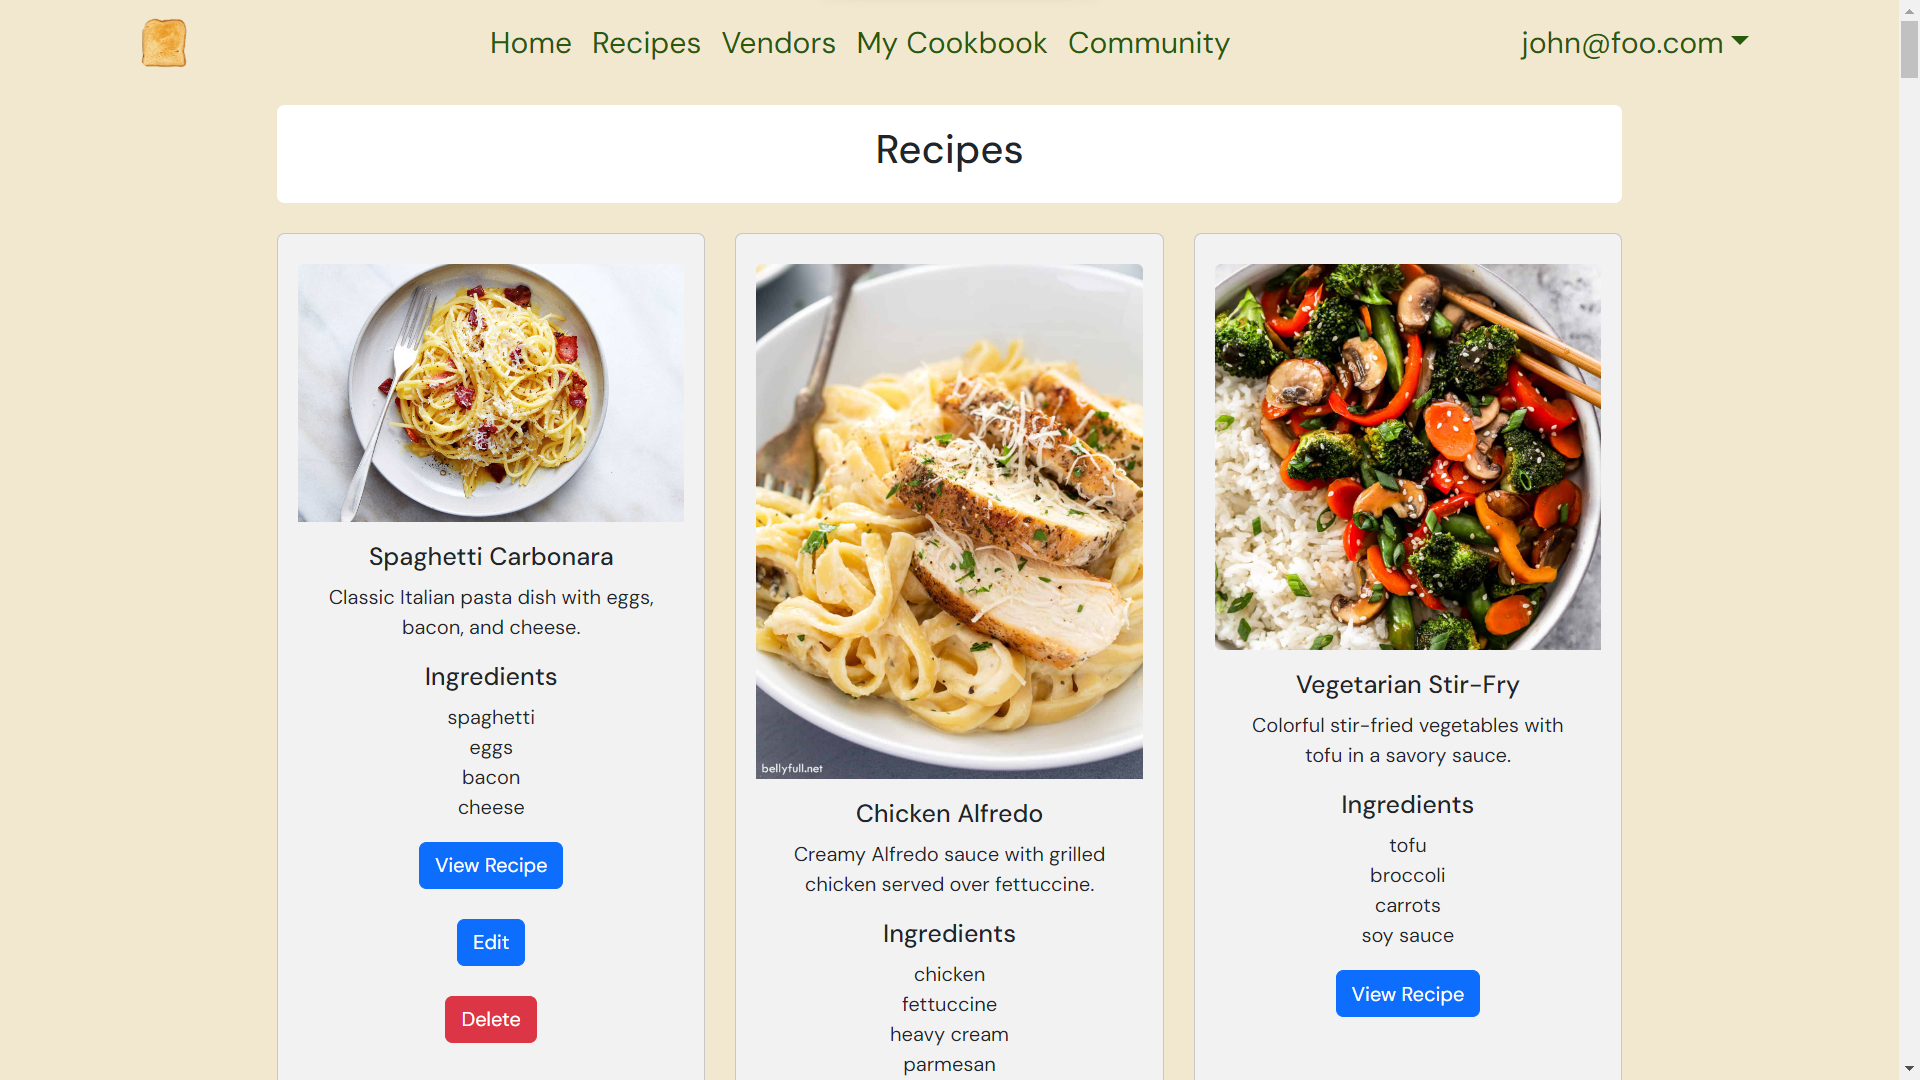 Home Recipes Vendors My Cookbook Community john@foo.com
Recipes
Spaghetti Carbonara
Classic Italian pasta dish with eggs,
bacon, and cheese.
Ingredients
spaghetti
eggs
bacon
cheese
View Recipe
Edit
Delete
bellyfull.net
Chicken Alfredo
Creamy Alfredo sauce with grilled
chicken served over fettuccine.
Ingredients
chicken
fettuccine
heavy cream
parmesan
Vegetarian Stir-Fry
Colorful stir-fried vegetables with
tofu in a savory sauce.
Ingredients
tofu
broccoli
carrots
soy sauce
View Recipe